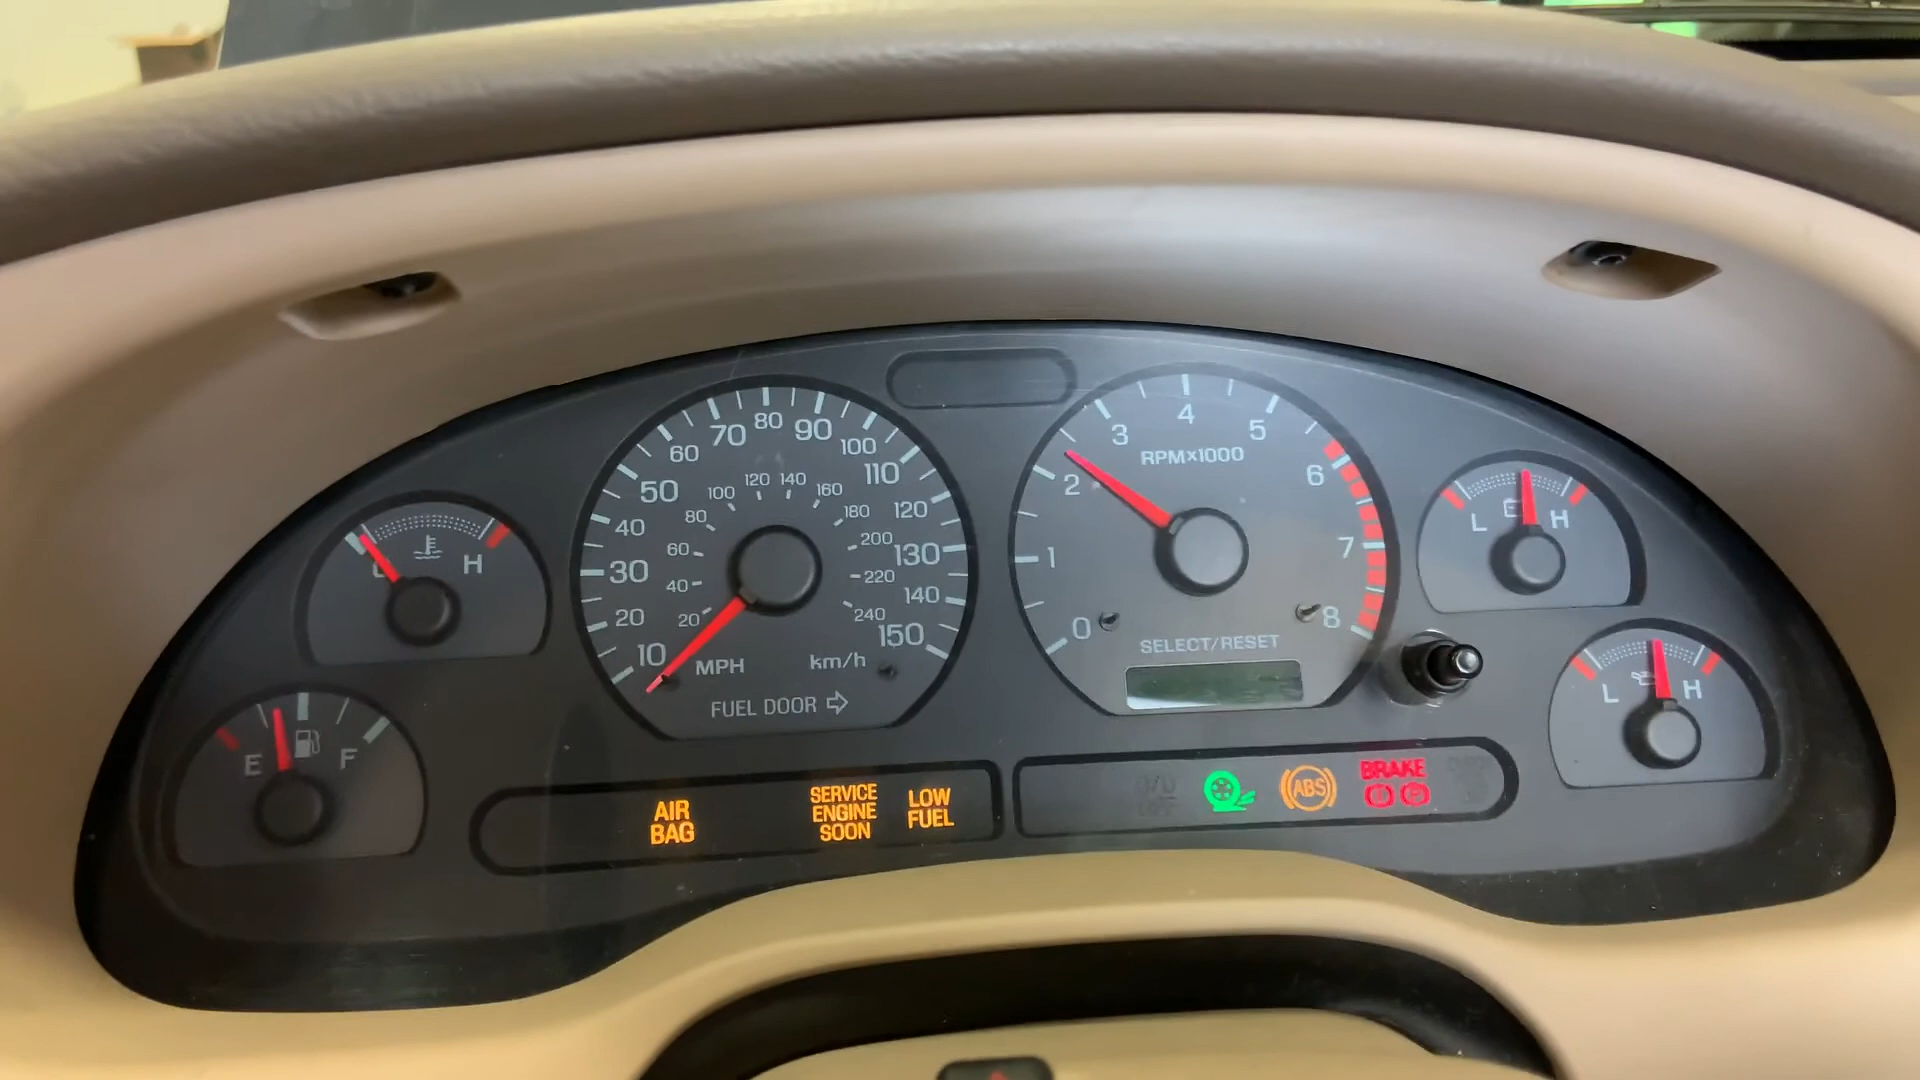 C
H
E
F
10
20
30
40
50
60
70
80
90
100
110
120
130
140
150
20
40
60
80
100
120
140
160
180
200
220
240
MPH
km/h
FUEL DOOR
0
1
2
3
4
5
6
7
8
RPM×1000
SELECT/RESET
L
H
L
H
AIR
BAG
SERVICE
ENGINE
SOON
LOW
FUEL
O/D
OFF
ABS
BRAKE